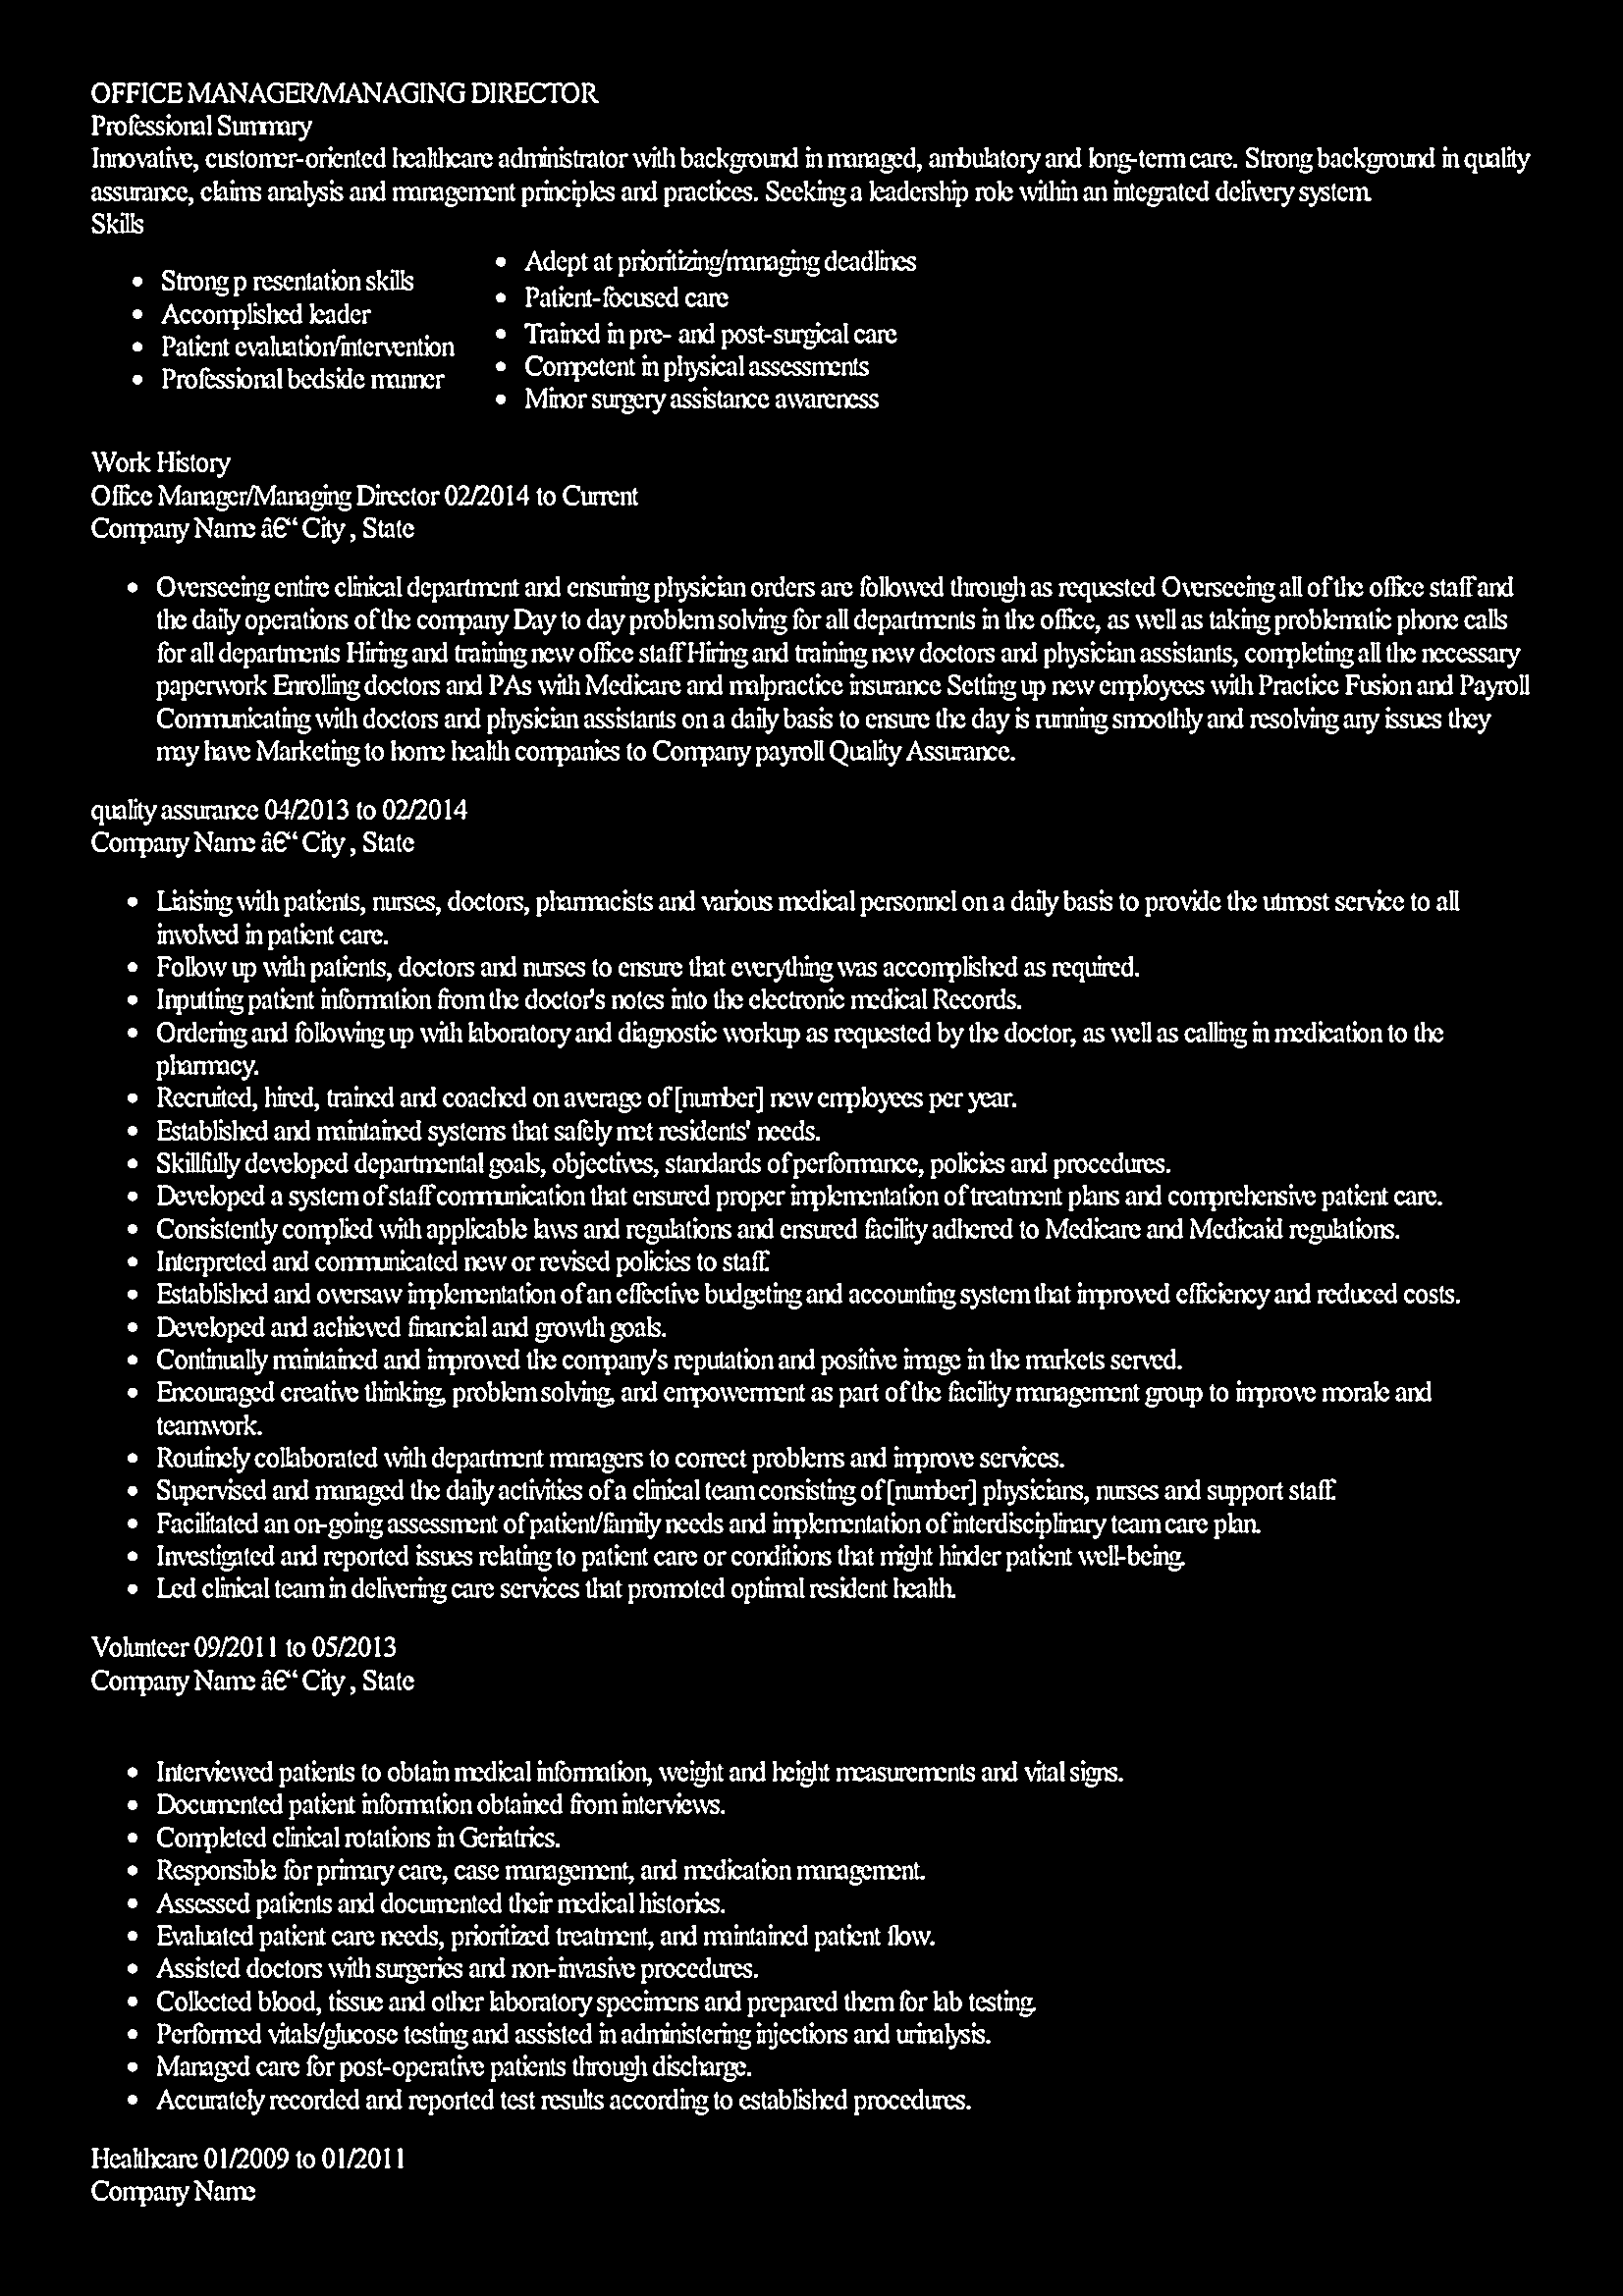 OFFICE MANAGER/MANAGING DIRECTOR
Professional Summary
Innovative, customer-oriented healthcare administrator with background in managed, ambulatory and long-term care. Strong background in quality
assurance, claims analysis and management principles and practices. Seeking a leadership role within an integrated delivery system.
Skills
• Strong p resentation skills
• Accomplished leader
• Patient evaluation/intervention
• Professional bedside manner
• Adept at prioritizing/managing deadlines
• Patient-focused care
• Trained in pre- and post-surgical care
• Competent in physical assessments
• Minor surgery assistance awareness
Work History
Office Manager/Managing Director 02/2014 to Current
Company Name â€“ City , State
• Overseeing entire clinical department and ensuring physician orders are followed through as requested Overseeing all of the office staff and
the daily operations of the company Day to day problem solving for all departments in the office, as well as taking problematic phone calls
for all departments Hiring and training new office staff Hiring and training new doctors and physician assistants, completing all the necessary
paperwork Enrolling doctors and PAs with Medicare and malpractice insurance Setting up new employees with Practice Fusion and Payroll
Communicating with doctors and physician assistants on a daily basis to ensure the day is running smoothly and resolving any issues they
may have Marketing to home health companies to Company payroll Quality Assurance.
quality assurance 04/2013 to 02/2014
Company Name â€“ City , State
• Liaising with patients, nurses, doctors, pharmacists and various medical personnel on a daily basis to provide the utmost service to all
involved in patient care.
• Follow up with patients, doctors and nurses to ensure that everything was accomplished as required.
• Inputting patient information from the doctor's notes into the electronic medical Records.
• Ordering and following up with laboratory and diagnostic workup as requested by the doctor, as well as calling in medication to the
pharmacy.
• Recruited, hired, trained and coached on average of [number] new employees per year.
• Established and maintained systems that safely met residents' needs.
• Skillfully developed departmental goals, objectives, standards of performance, policies and procedures.
• Developed a system of staff communication that ensured proper implementation of treatment plans and comprehensive patient care.
• Consistently complied with applicable laws and regulations and ensured facility adhered to Medicare and Medicaid regulations.
• Interpreted and communicated new or revised policies to staff.
• Established and oversaw implementation of an effective budgeting and accounting system that improved efficiency and reduced costs.
• Developed and achieved financial and growth goals.
• Continually maintained and improved the company's reputation and positive image in the markets served.
• Encouraged creative thinking, problem solving, and empowerment as part of the facility management group to improve morale and
teamwork.
• Routinely collaborated with department managers to correct problems and improve services.
• Supervised and managed the daily activities of a clinical team consisting of [number] physicians, nurses and support staff.
• Facilitated an on-going assessment of patient/family needs and implementation of interdisciplinary team care plan.
• Investigated and reported issues relating to patient care or conditions that might hinder patient well-being.
• Led clinical team in delivering care services that promoted optimal resident health.
Volunteer 09/2011 to 05/2013
Company Name â€“ City , State
• Interviewed patients to obtain medical information, weight and height measurements and vital signs.
• Documented patient information obtained from interviews.
• Completed clinical rotations in Geriatrics.
• Responsible for primary care, case management, and medication management.
• Assessed patients and documented their medical histories.
• Evaluated patient care needs, prioritized treatment, and maintained patient flow.
• Assisted doctors with surgeries and non-invasive procedures.
• Collected blood, tissue and other laboratory specimens and prepared them for lab testing.
• Performed vitals/glucose testing and assisted in administering injections and urinalysis.
• Managed care for post-operative patients through discharge.
• Accurately recorded and reported test results according to established procedures.
Healthcare 01/2009 to 01/2011
Company Name